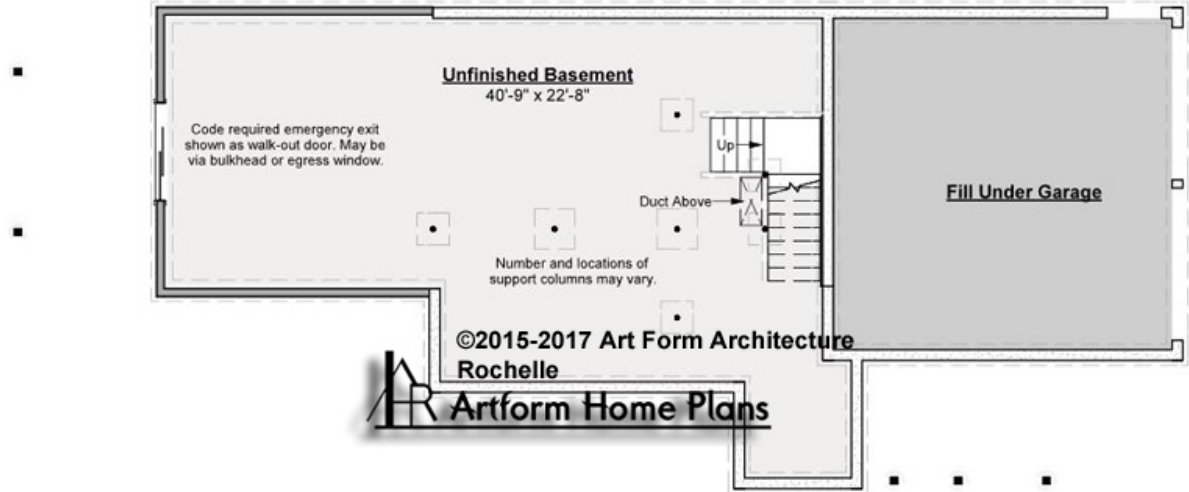 Unfinished Basement
40'-9" x 22'-8"
Code required emergency exit
shown as walk-out door. May be
via bulkhead or egress window.
Up
Duct Above
Fill Under Garage
Number and locations of
support columns may vary.
©2015-2017 Art Form Architecture
Rochelle
Artform Home Plans